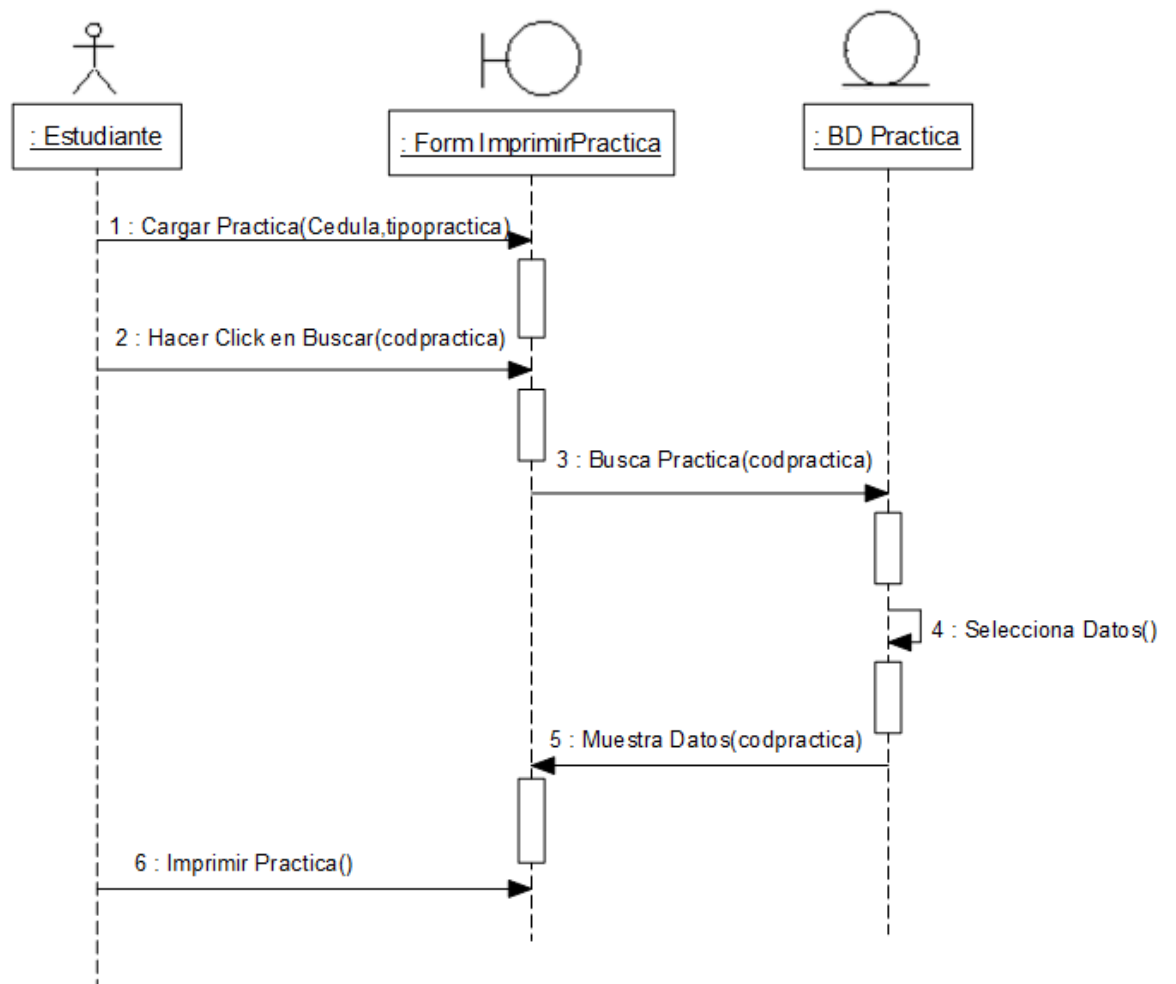 : Estudiante
: Form ImprimirPractica
: BD Practica
1 : Cargar Practica(Cedula,tipopractica)
2 : Hacer Click en Buscar(codpractica)
3 : Busca Practica(codpractica)
4 : Selecciona Datos()
5 : Muestra Datos(codpractica)
6 : Imprimir Practica()